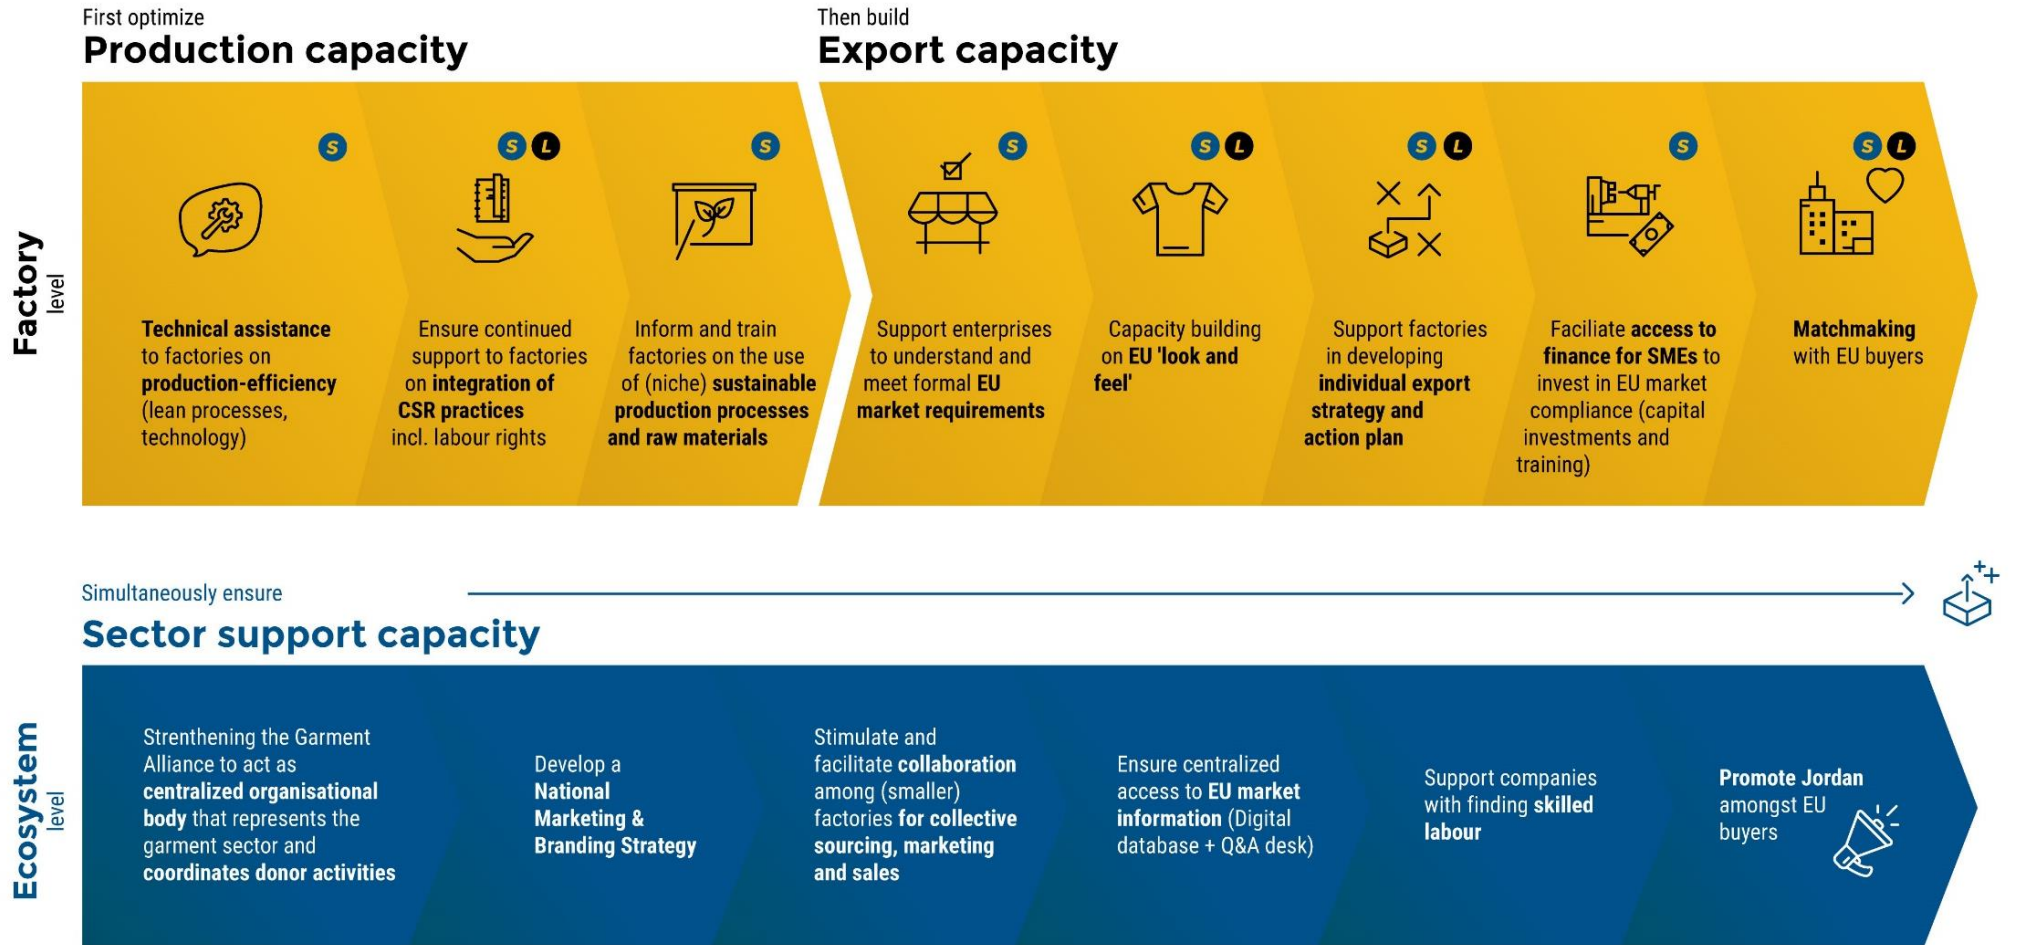 First optimize
Production capacity
Then build
Export capacity
Factory
level
S
Technical assistance
to factories on
production-efficiency
(lean processes,
technology)
S L
Ensure continued
support to factories
on integration of
CSR practices
incl. labour rights
S
Inform and train
factories on the use
of (niche) sustainable
production processes
and raw materials
S
Support enterprises
to understand and
meet formal EU
market requirements
S L
Capacity building
on EU 'look and
feel'
S L
Support factories
in developing
individual export
strategy and
action plan
S
Faciliate access to
finance for SMEs to
invest in EU market
compliance (capital
investments and
training)
S L
Matchmaking
with EU buyers
Simultaneously ensure
Sector support capacity
Ecosystem
level
Strenthening the Garment
Alliance to act as
centralized organisational
body that represents the
garment sector and
coordinates donor activities
Develop a
National
Marketing &
Branding Strategy
Stimulate and
facilitate collaboration
among (smaller)
factories for collective
sourcing, marketing
and sales
Ensure centralized
access to EU market
information (Digital
database + Q&A desk)
Support companies
with finding skilled
labour
Promote Jordan
amongst EU
buyers